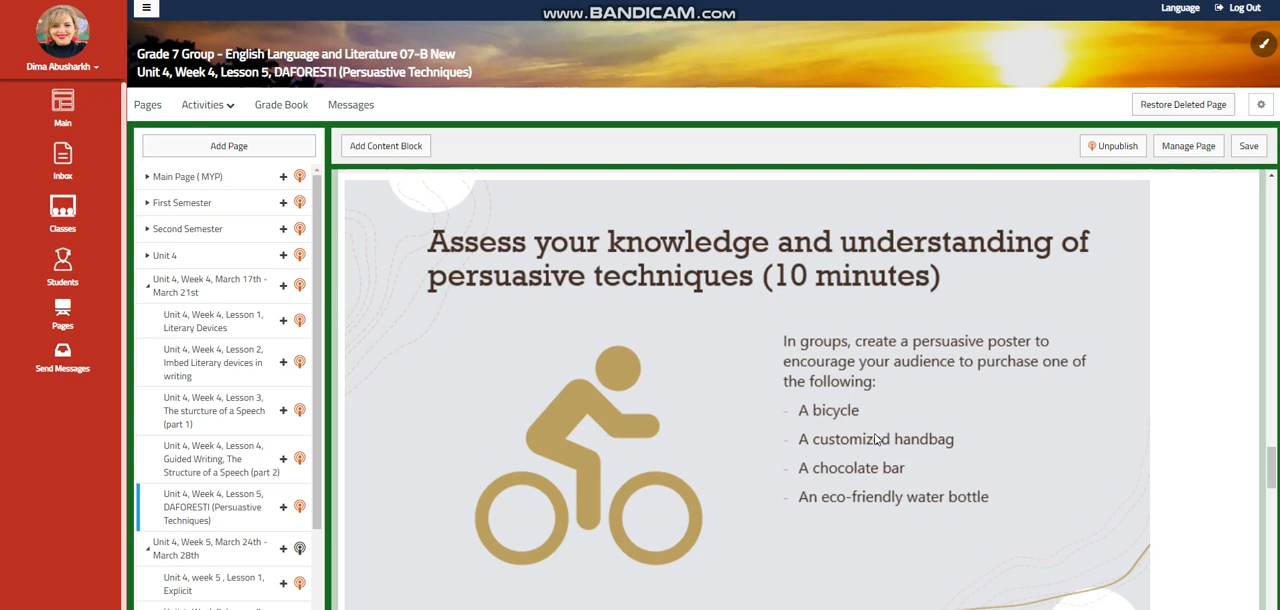 www.BANDICAM.com
Language
Log Out
Dima Abusharkh
Grade 7 Group - English Language and Literature 07-B New
Unit 4, Week 4, Lesson 5, DAFORESTI (Persuastive Techniques)
Pages
Activities
Grade Book
Messages
Restore Deleted Page
Main
Inbox
Classes
Students
Pages
Send Messages
Add Page
Add Content Block
Unpublish
Manage Page
Save
Main Page ( MYP)
First Semester
Second Semester
Unit 4
Unit 4, Week 4, March 17th -
March 21st
Unit 4, Week 4, Lesson 1,
Literary Devices
Unit 4, Week 4, Lesson 2,
Imbed Literary devices in
writing
Unit 4, Week 4, Lesson 3,
The sturcture of a Speech
(part 1)
Unit 4, Week 4, Lesson 4,
Guided Writing, The
Structure of a Speech (part 2)
Unit 4, Week 4, Lesson 5,
DAFORESTI (Persuastive
Techniques)
Unit 4, Week 5, March 24th -
March 28th
Unit 4, week 5 , Lesson 1,
Explicit
Assess your knowledge and understanding of
persuasive techniques (10 minutes)
In groups, create a persuasive poster to
encourage your audience to purchase one of
the following:
- A bicycle
- A customized handbag
- A chocolate bar
- An eco-friendly water bottle